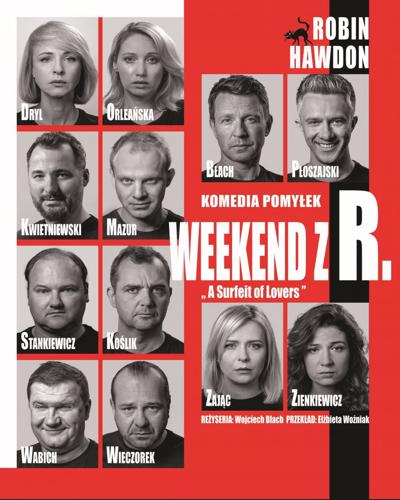 ROBIN
HAWDON
DRYL
ORLEAŃSKA
BŁACH
PŁOSZAJSKI
KWIETNIEWSKI
MAZUR
KOMEDIA POMYŁEK
WEEKEND Z R.
„A Surfeit of Lovers”
STANKIEWICZ
KOŚLIK
ZAJĄC
ZIENKIEWICZ
REŻYSERIA: Wojciech Błach PRZEKŁAD: Elżbieta Woźniak
WABICH
WIECZOREK